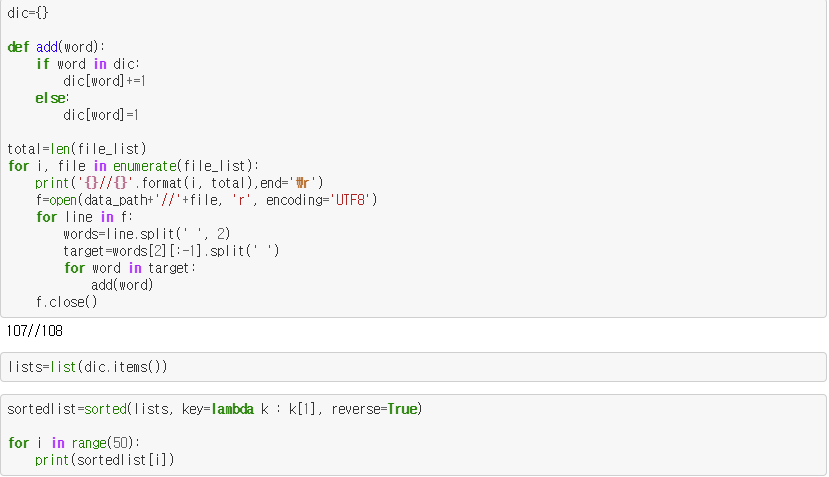 dic={}
def add(word):
    if word in dic:
        dic[word]+=1
    else:
        dic[word]=1
total=len(file_list)
for i, file in enumerate(file_list):
    print('{}//{}'.format(i, total),end='₩r')
    f=open(data_path+'//'+file, 'r', encoding='UTF8')
    for line in f:
        words=line.split(' ', 2)
        target=words[2][:-1].split(' ')
        for word in target:
            add(word)
    f.close()
107//108
lists=list(dic.items())
sortedlist=sorted(lists, key=lambda k : k[1], reverse=True)
for i in range(50):
    print(sortedlist[i])